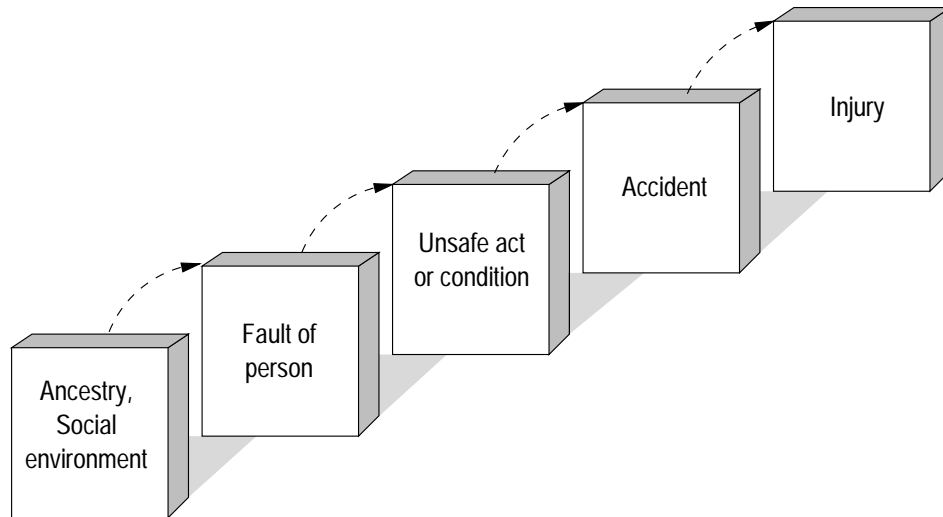 Ancestry,
Social
environment
Fault of
person
Unsafe act
or condition
Accident
Injury